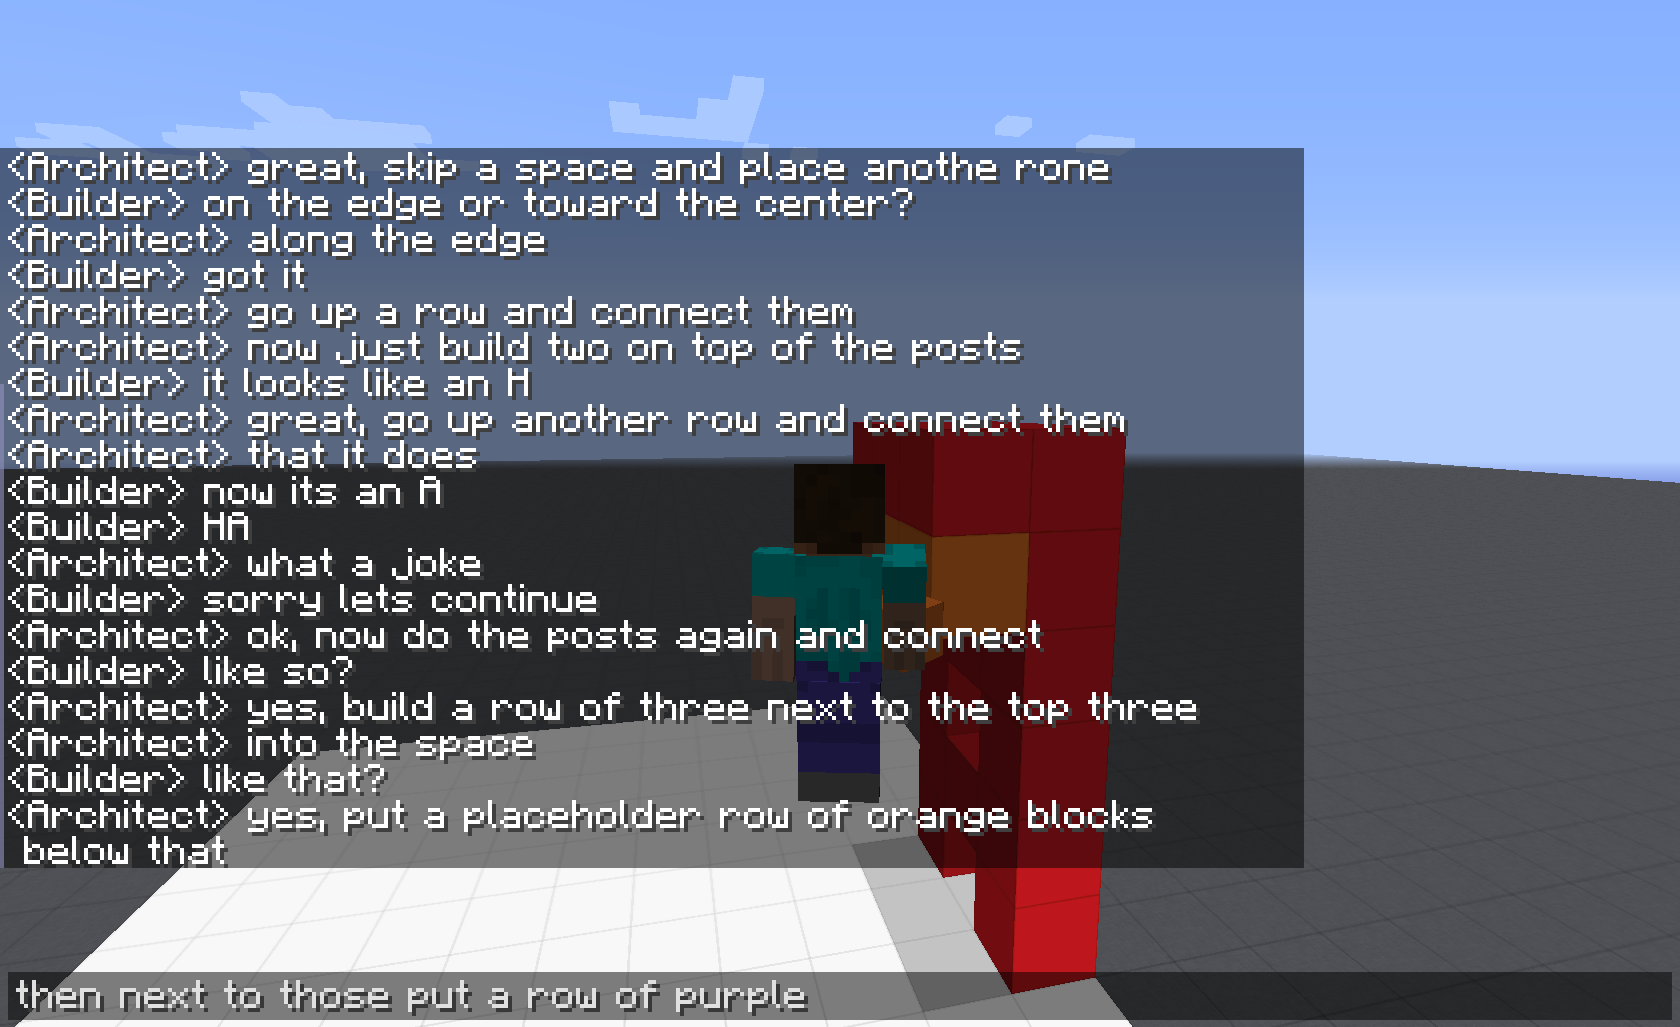 <Architect> great, skip a space and place anothe rone
<Builder> on the edge or toward the center?
<Architect> along the edge
<Builder> got it
<Architect> go up a row and connect them
<Architect> now just build two on top of the posts
<Builder> it looks like an H
<Architect> great, go up another row and connect them
<Architect> that it does
<Builder> now its an A
<Builder> HA
<Architect> what a joke
<Builder> sorry lets continue
<Architect> ok, now do the posts again and connect
<Builder> like so?
<Architect> yes, build a row of three next to the top three
<Architect> into the space
<Builder> like that?
<Architect> yes, put a placeholder row of orange blocks
below that
then next to those put a row of purple